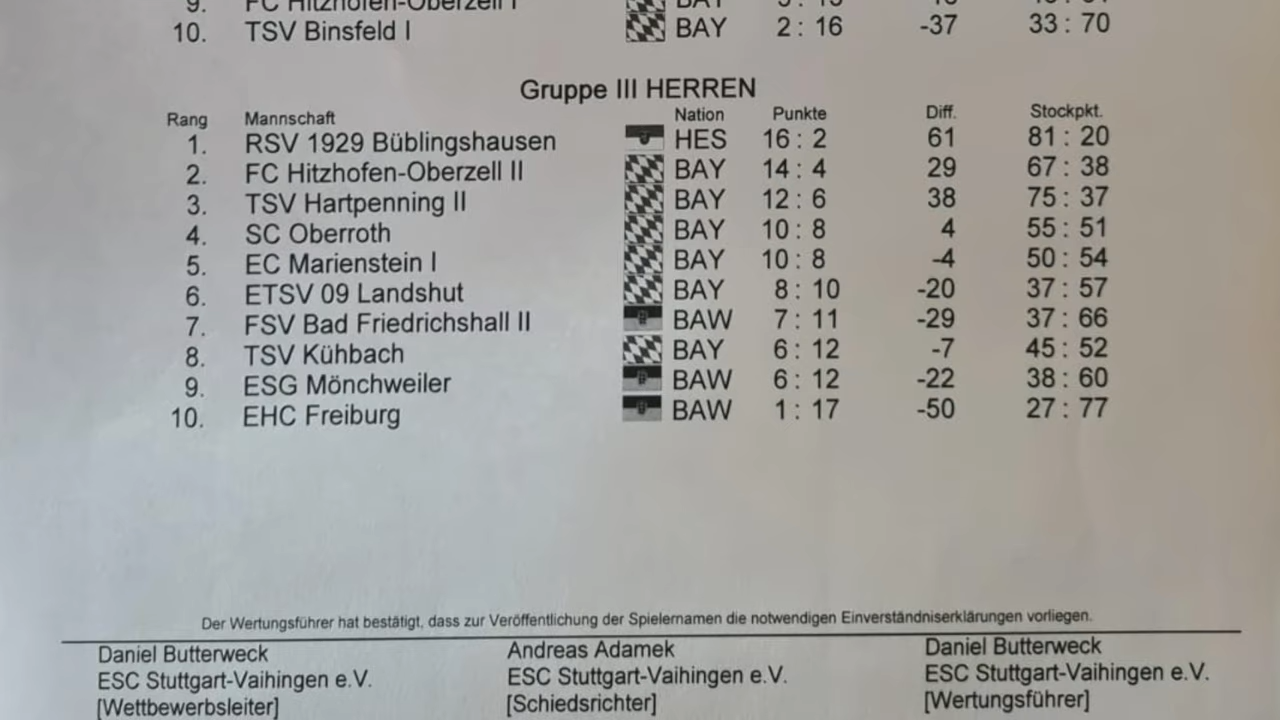 9. FC Hitzhofen-Oberzell I BAY
10. TSV Binsfeld I BAY 2 : 16 -37 33 : 70
Gruppe III HERREN
Rang Mannschaft Nation Punkte Diff. Stockpkt.
1. RSV 1929 Büblingshausen HES 16 : 2 61 81 : 20
2. FC Hitzhofen-Oberzell II BAY 14 : 4 29 67 : 38
3. TSV Hartpenning II BAY 12 : 6 38 75 : 37
4. SC Oberroth BAY 10 : 8 4 55 : 51
5. EC Marienstein I BAY 10 : 8 -4 50 : 54
6. ETSV 09 Landshut BAY 8 : 10 -20 37 : 57
7. FSV Bad Friedrichshall II BAW 7 : 11 -29 37 : 66
8. TSV Kühbach BAY 6 : 12 -7 45 : 52
9. ESG Mönchweiler BAW 6 : 12 -22 38 : 60
10. EHC Freiburg BAW 1 : 17 -50 27 : 77
Der Wertungsführer hat bestätigt, dass zur Veröffentlichung der Spielernamen die notwendigen Einverständniserklärungen vorliegen.
Daniel Butterweck Andreas Adamek Daniel Butterweck
ESC Stuttgart-Vaihingen e.V. ESC Stuttgart-Vaihingen e.V. ESC Stuttgart-Vaihingen e.V.
[Wettbewerbsleiter] [Schiedsrichter] [Wertungsführer]